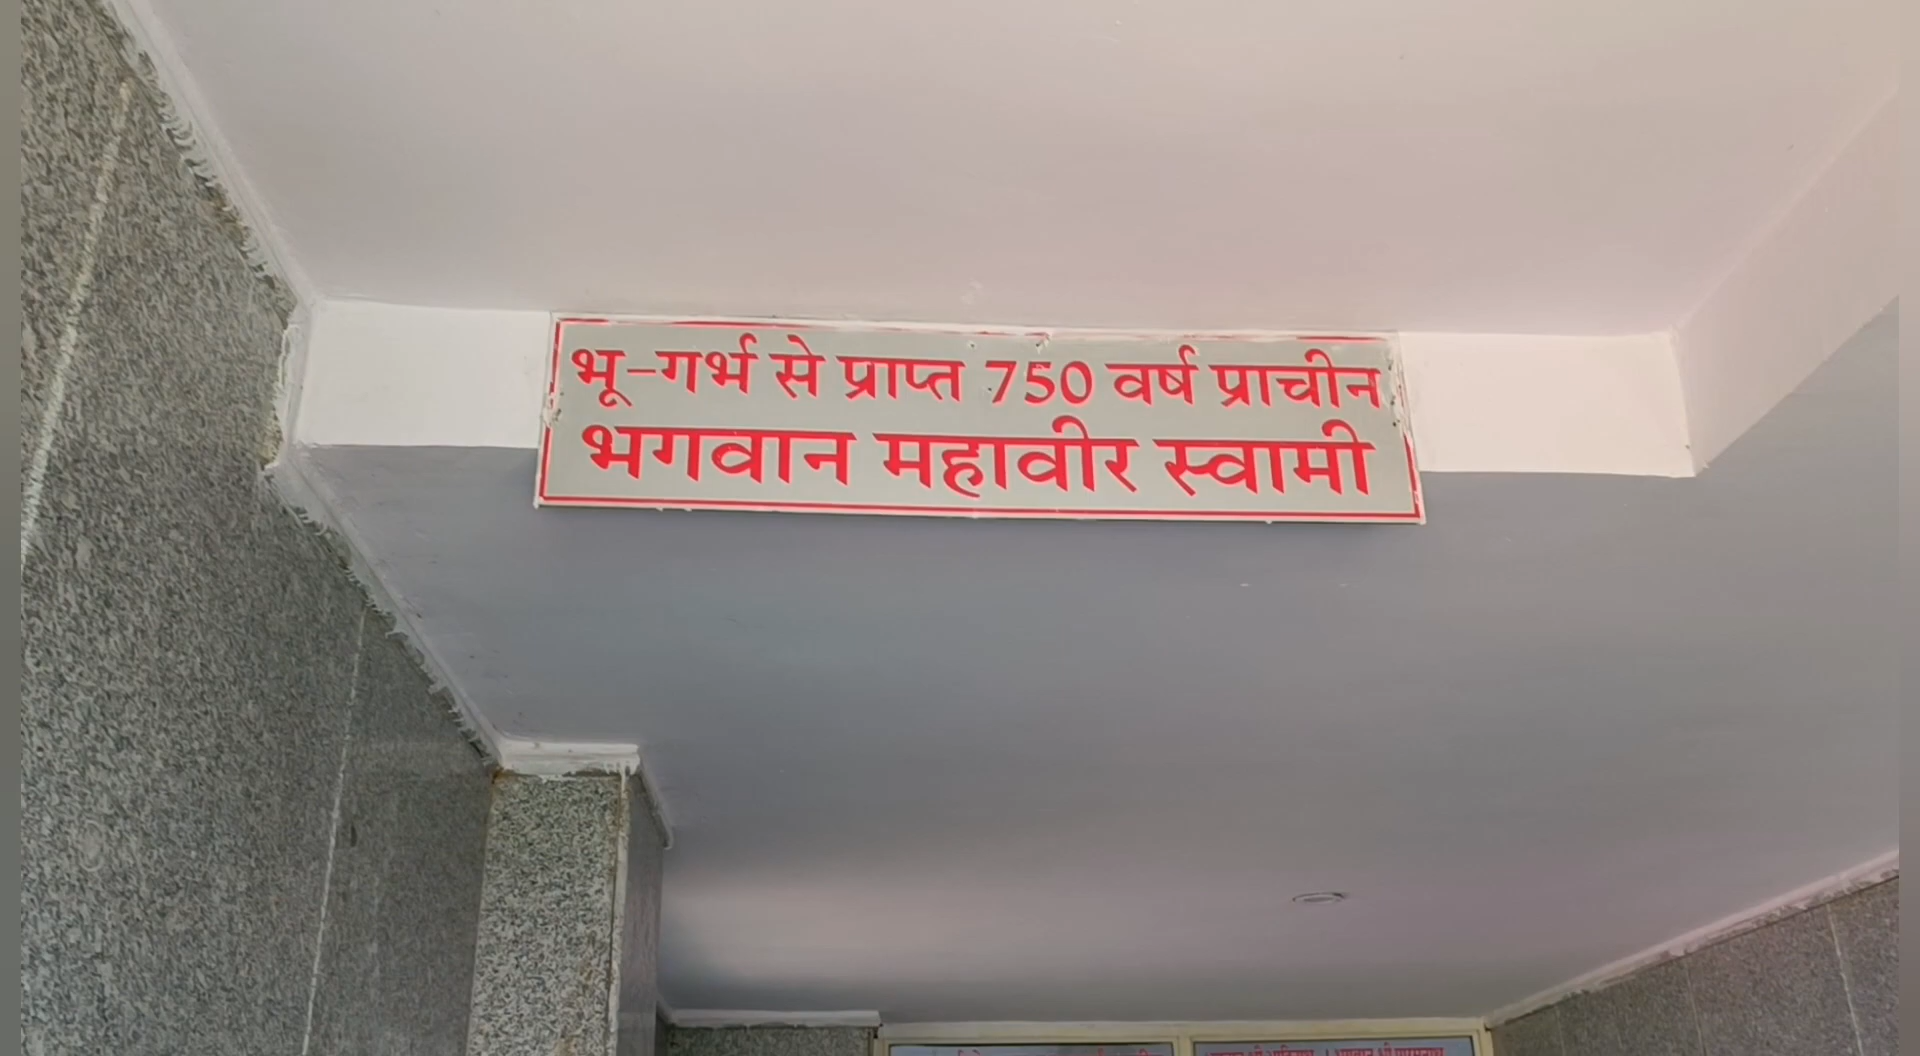 भू-गर्भ से प्राप्त 750 वर्ष प्राचीन
भगवान महावीर स्वामी